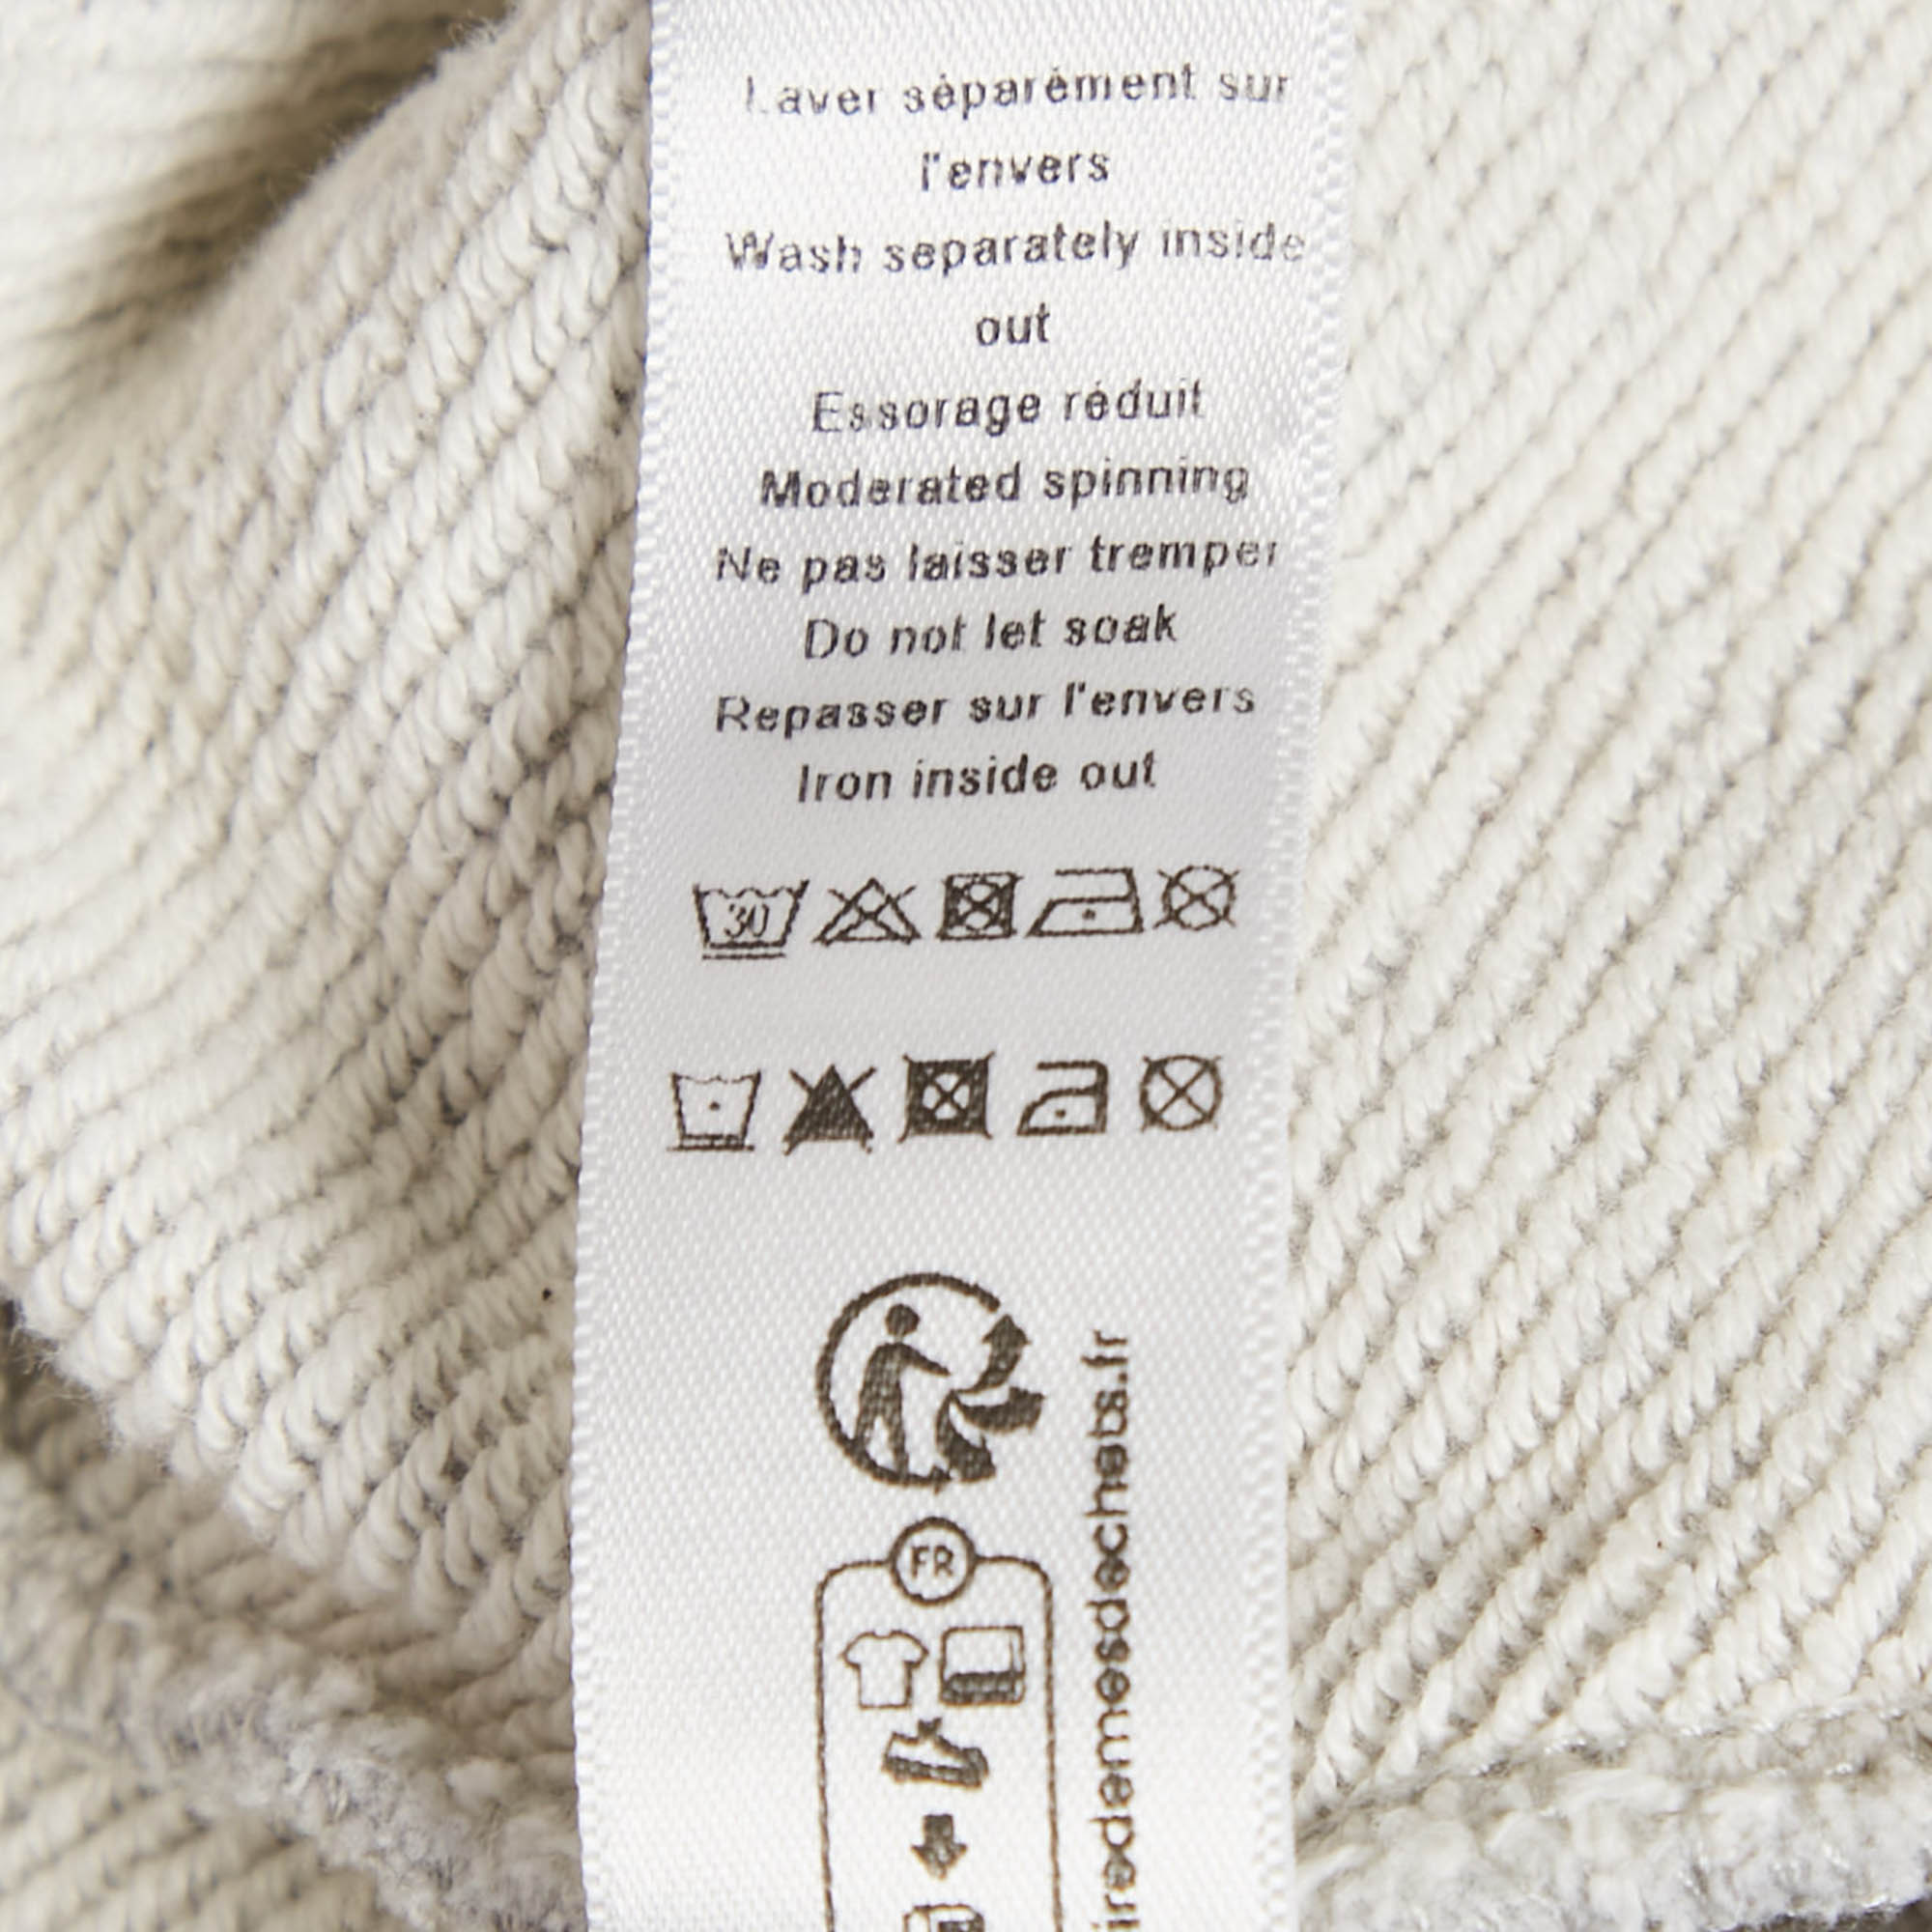 Laver séparément sur
l'envers
Wash separately inside
out
Essorage réduit
Moderated spinning
Ne pas laisser tremper
Do not let soak
Repasser sur l'envers
Iron inside out
30
FR
iredemesdechets.fr